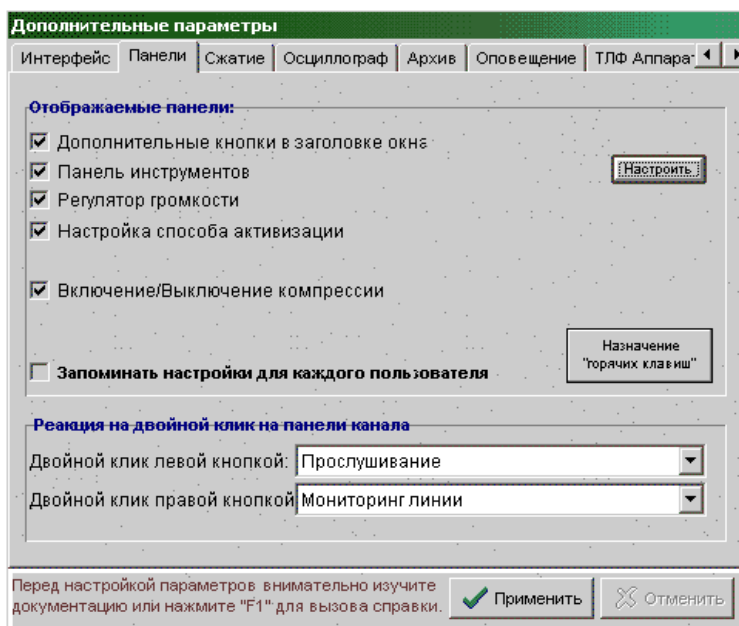 Дополнительные параметры
Интерфейс Панели Сжатие Осциллограф Архив Оповещение ТЛФ Аппарат
Отображаемые панели:
Дополнительные кнопки в заголовке окна
Панель инструментов
Настроить
Регулятор громкости
Настройка способа активизации
Включение/Выключение компрессии
Назначение
"горячих клавиш"
Запоминать настройки для каждого пользователя
Реакция на двойной клик на панели канала
Двойной клик левой кнопкой: Прослушивание
Двойной клик правой кнопкой Мониторинг линии
Перед настройкой параметров внимательно изучите
документацию или нажмите "F1" для вызова справки.
Применить
Отменить